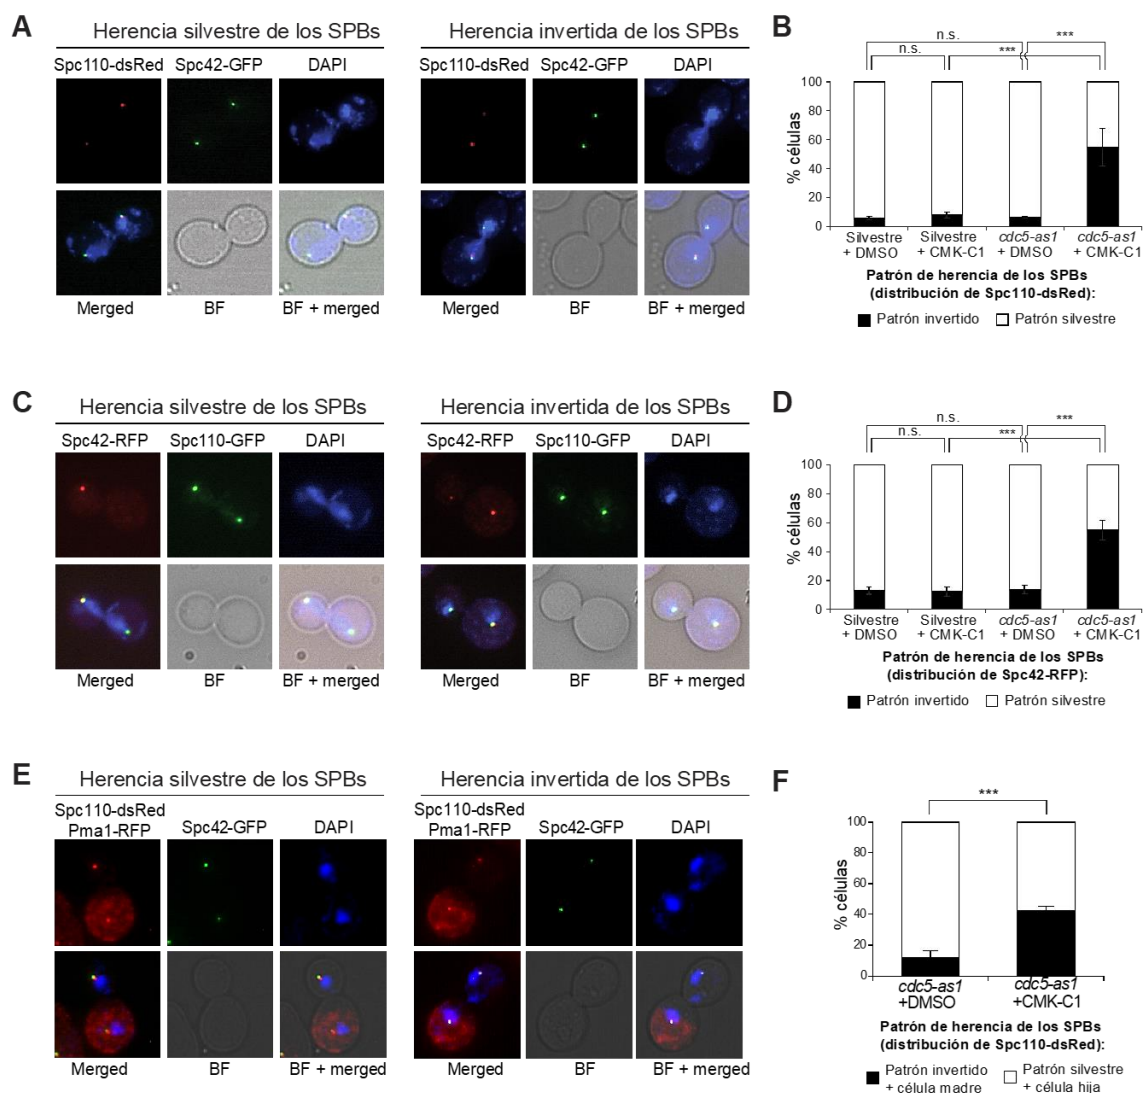 A
Herencia silvestre de los SPBs
Herencia invertida de los SPBs
Spc110-dsRed Spc42-GFP DAPI
Spc110-dsRed Spc42-GFP DAPI
Merged BF BF + merged
Merged BF BF + merged
B
n.s. ***
n.s. ***
% células
100
80
60
40
20
0
Silvestre + DMSO
Silvestre + CMK-C1
cdc5-as1 + DMSO
cdc5-as1 + CMK-C1
Patrón de herencia de los SPBs
(distribución de Spc110-dsRed):
Patrón invertido Patrón silvestre
C
Herencia silvestre de los SPBs
Herencia invertida de los SPBs
Spc42-RFP Spc110-GFP DAPI
Spc42-RFP Spc110-GFP DAPI
Merged BF BF + merged
Merged BF BF + merged
D
n.s. ***
n.s. ***
% células
100
80
60
40
20
0
Silvestre + DMSO
Silvestre + CMK-C1
cdc5-as1 + DMSO
cdc5-as1 + CMK-C1
Patrón de herencia de los SPBs
(distribución de Spc42-RFP):
Patrón invertido Patrón silvestre
E
Herencia silvestre de los SPBs
Herencia invertida de los SPBs
Spc110-dsRed
Pma1-RFP Spc42-GFP DAPI
Spc110-dsRed
Pma1-RFP Spc42-GFP DAPI
Merged BF BF + merged
Merged BF BF + merged
F
***
% células
100
80
60
40
20
0
cdc5-as1 +DMSO
cdc5-as1 +CMK-C1
Patrón de herencia de los SPBs
(distribución de Spc110-dsRed):
Patrón invertido + célula madre
Patrón silvestre + célula hija